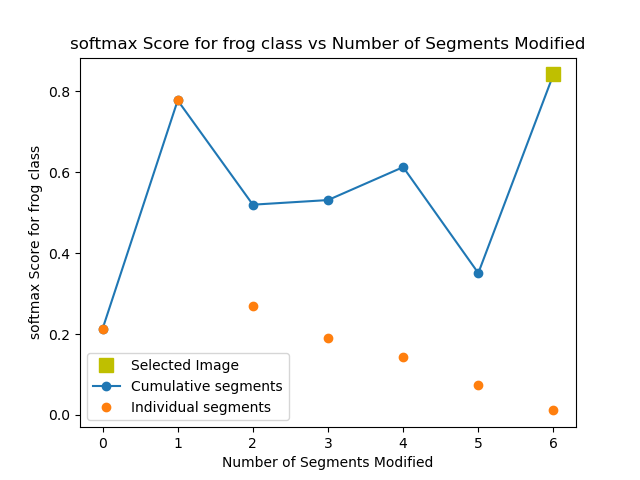 softmax Score for frog class vs Number of Segments Modified
softmax Score for frog class
0.8
0.6
0.4
0.2
0.0
Selected Image
Cumulative segments
Individual segments
0 1 2 3 4 5 6
Number of Segments Modified